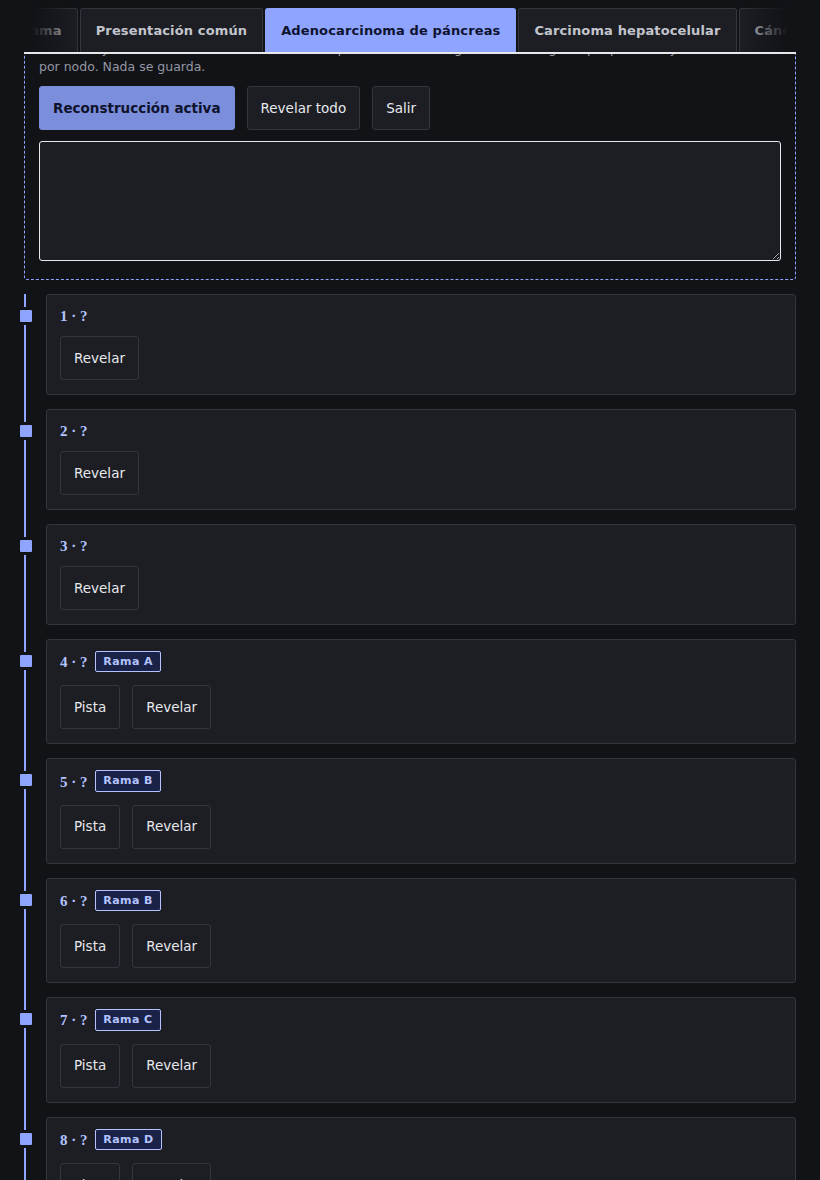 Presentación común
Adenocarcinoma de páncreas
Carcinoma hepatocelular
por nodo. Nada se guarda.
Reconstrucción activa
Revelar todo
Salir
1 · ?
Revelar
2 · ?
Revelar
3 · ?
Revelar
4 · ? Rama A
Pista
Revelar
5 · ? Rama B
Pista
Revelar
6 · ? Rama B
Pista
Revelar
7 · ? Rama C
Pista
Revelar
8 · ? Rama D